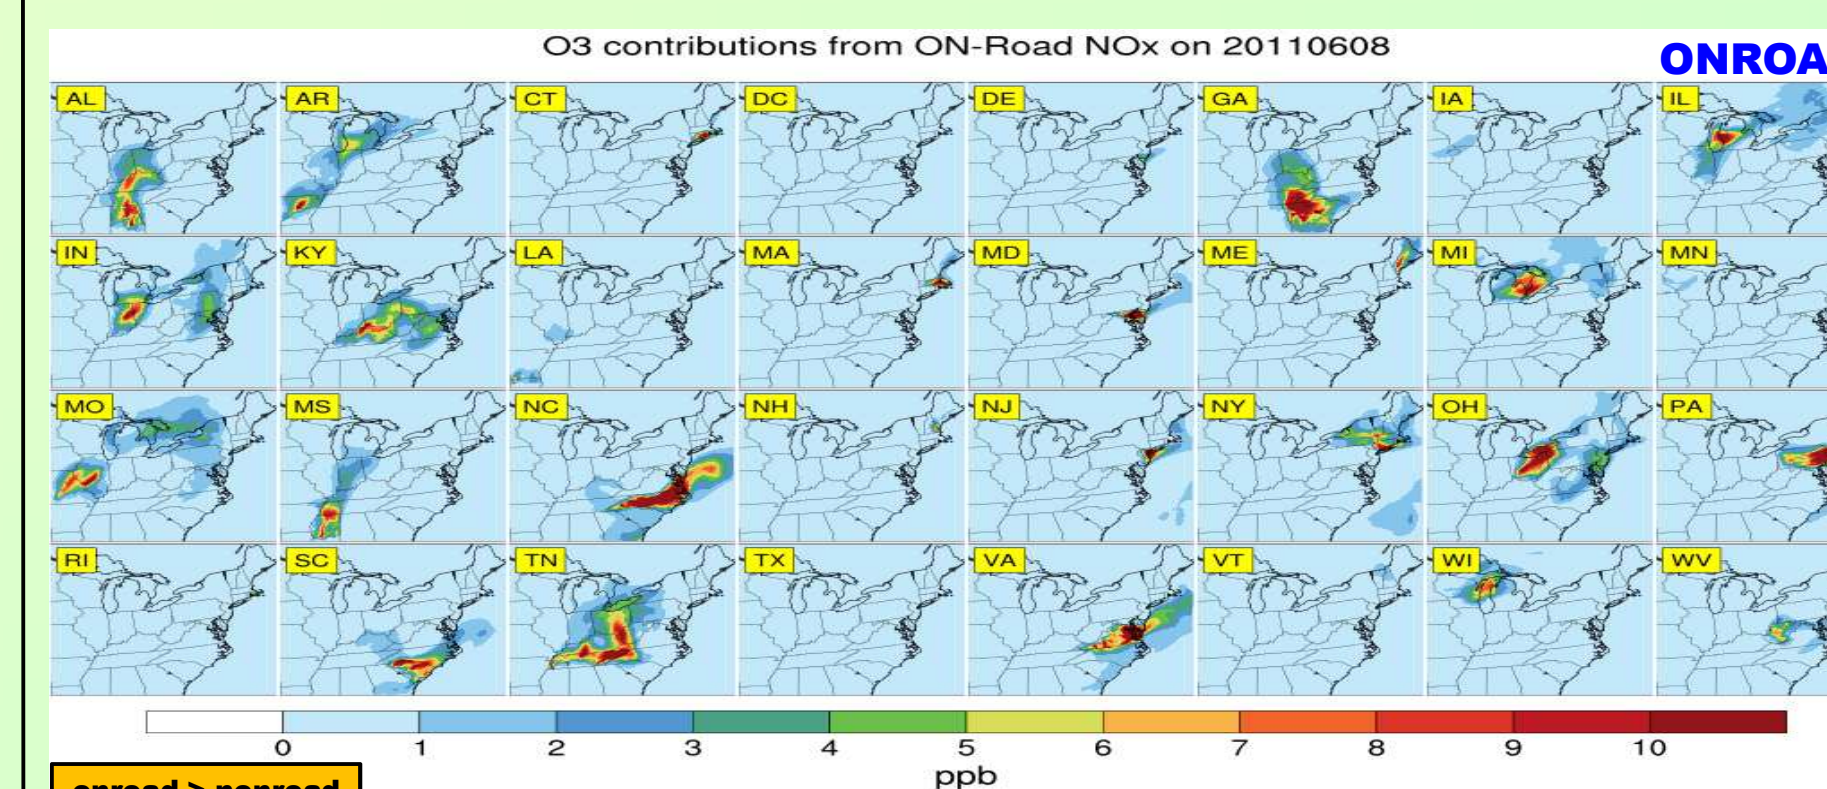 O3 contributions from ON-Road NOx on 20110608
ONROA
AL AR CT DC DE GA IA IL
IN KY LA MA MD ME MI MN
MO MS NC NH NJ NY OH PA
RI SC TN TX VA VT WI WV
0 1 2 3 4 5 6 7 8 9 10
ppb
onroad > nonroad